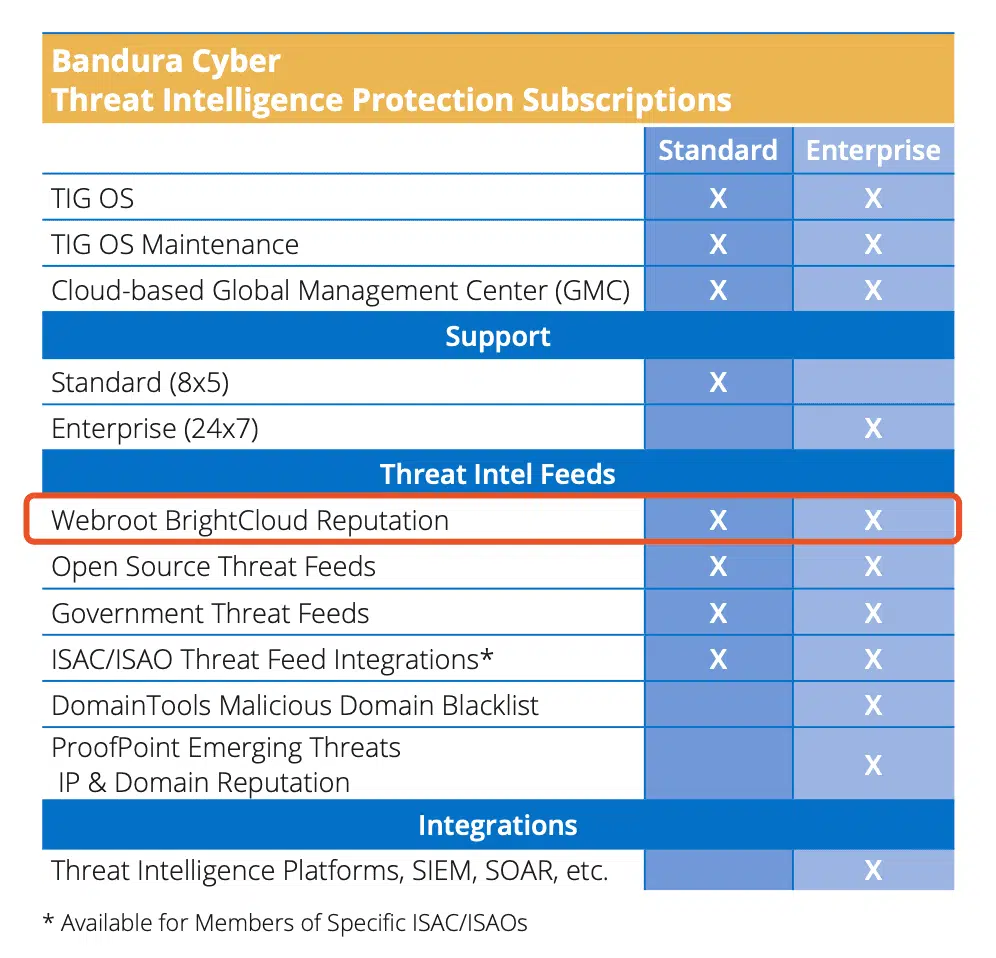 Bandura Cyber
Threat Intelligence Protection Subscriptions
Standard Enterprise
TIG OS X X
TIG OS Maintenance X X
Cloud-based Global Management Center (GMC) X X
Support
Standard (8x5) X
Enterprise (24x7) X
Threat Intel Feeds
Webroot BrightCloud Reputation X X
Open Source Threat Feeds X X
Government Threat Feeds X X
ISAC/ISAO Threat Feed Integrations* X X
DomainTools Malicious Domain Blacklist X
ProofPoint Emerging Threats
IP & Domain Reputation X
Integrations
Threat Intelligence Platforms, SIEM, SOAR, etc. X
* Available for Members of Specific ISAC/ISAOs